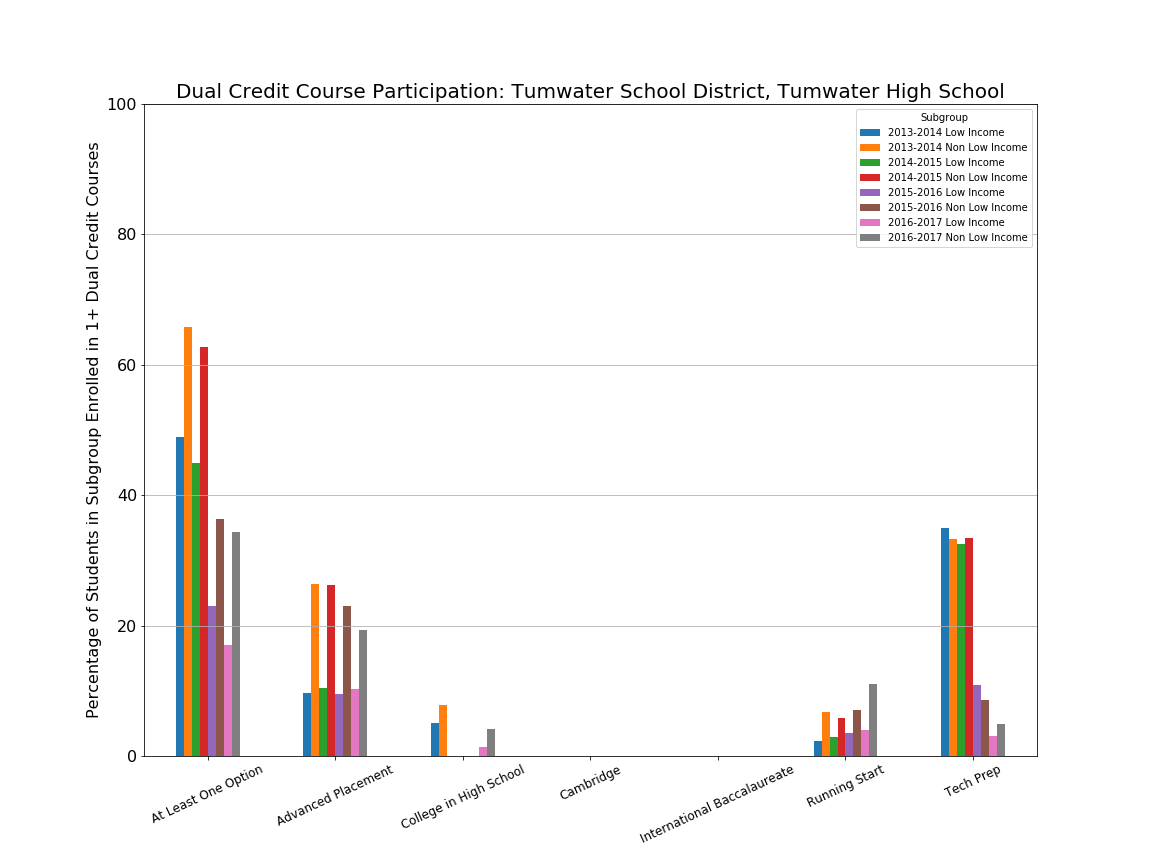 Dual Credit Course Participation: Tumwater School District, Tumwater High School
Percentage of Students in Subgroup Enrolled in 1+ Dual Credit Courses
100
80
60
40
20
0
Subgroup
2013-2014 Low Income
2013-2014 Non Low Income
2014-2015 Low Income
2014-2015 Non Low Income
2015-2016 Low Income
2015-2016 Non Low Income
2016-2017 Low Income
2016-2017 Non Low Income
At Least One Option
Advanced Placement
College in High School
Cambridge
International Baccalaureate
Running Start
Tech Prep